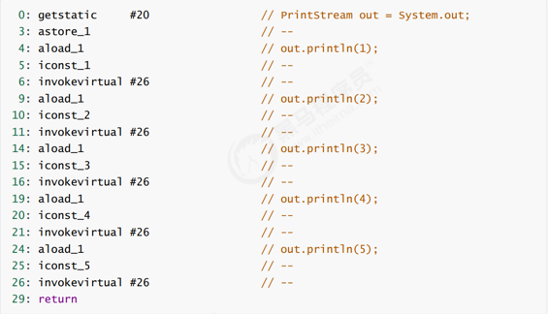 0: getstatic #20 // PrintStream out = System.out;
3: astore_1 // --
4: aload_1 // out.println(1);
5: iconst_1 // --
6: invokevirtual #26 // --
9: aload_1 // out.println(2);
10: iconst_2 // --
11: invokevirtual #26 // --
14: aload_1 // out.println(3);
15: iconst_3 // --
16: invokevirtual #26 // --
19: aload_1 // out.println(4);
20: iconst_4 // --
21: invokevirtual #26 // --
24: aload_1 // out.println(5);
25: iconst_5 // --
26: invokevirtual #26 // --
29: return